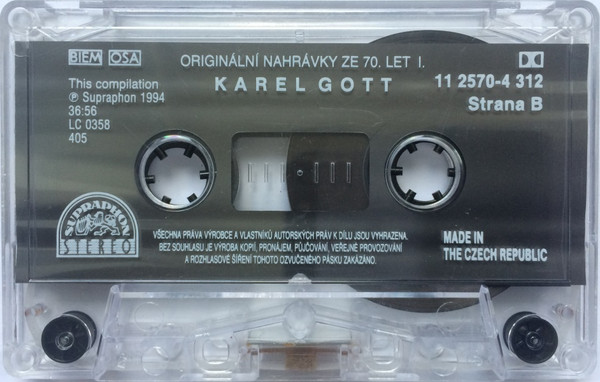 BIEM OSA
ORIGINÁLNÍ NAHRÁVKY ZE 70. LET I.
KAREL GOTT
This compilation
℗ Supraphon 1994
36:56
LC 0358
405
11 2570-4 312
Strana B
SUPRAPHON
STEREO
VŠECHNA PRÁVA VÝROBCE A VLASTNÍKŮ AUTORSKÝCH PRÁV K DÍLU JSOU VYHRAZENA.
BEZ SOUHLASU JE VÝROBA KOPIÍ, PRONÁJEM, PŮJČOVÁNÍ, VEŘEJNÉ PROVOZOVÁNÍ
A ROZHLASOVÉ ŠÍŘENÍ TOHOTO OZVUČENÉHO PÁSKU ZAKÁZÁNO.
MADE IN
THE CZECH REPUBLIC